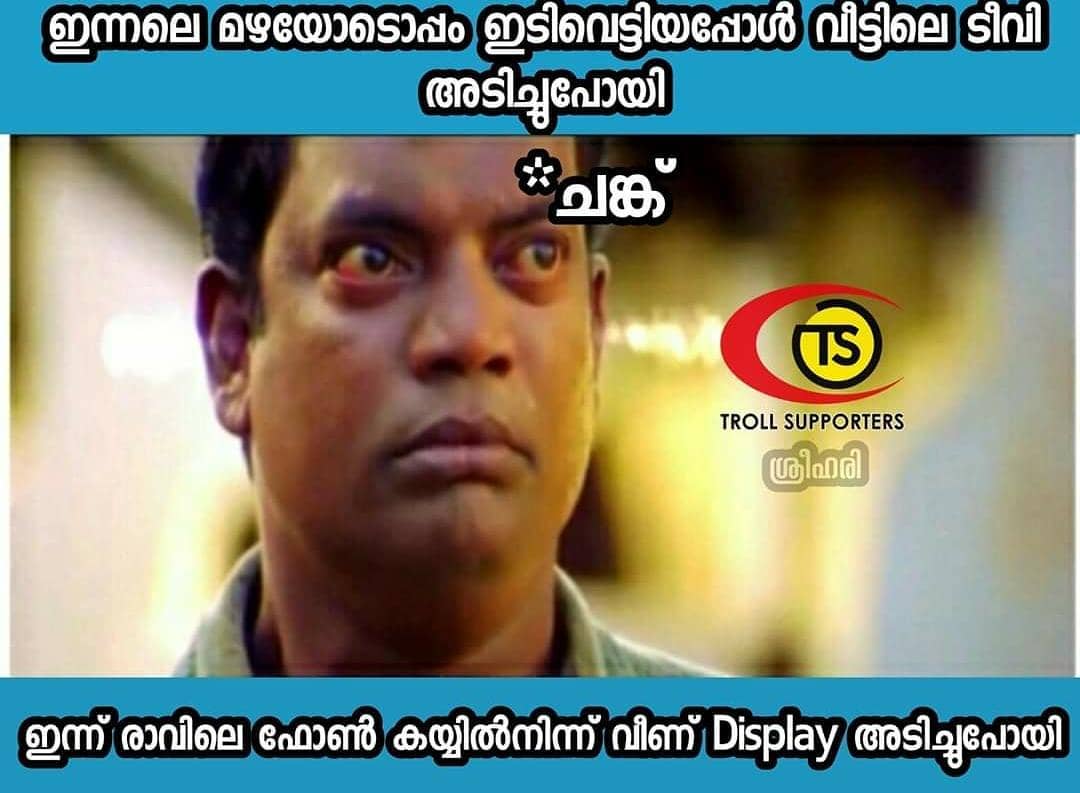 ഇന്നലെ മഴയോടൊപ്പം ഇടിവെട്ടിയപ്പോൾ വീട്ടിലെ ടീവി
അടിച്ചുപോയി
*ചങ്ക്
TS
TROLL SUPPORTERS
ശ്രീഹരി
ഇന്ന് രാവിലെ ഫോൺ കയ്യിൽനിന്ന് വീണ് Display അടിച്ചുപോയി